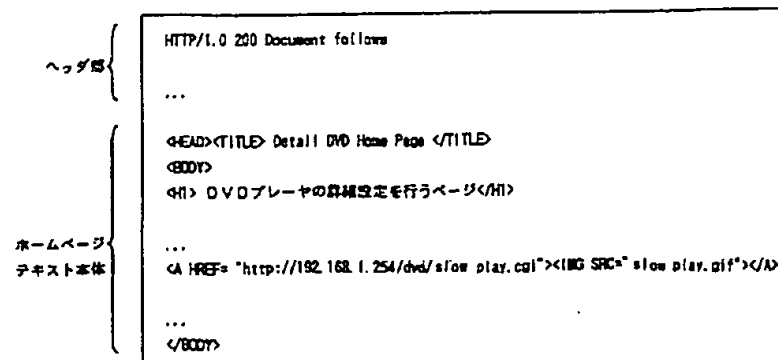 HTTP/1.0 200 Document follows
ヘッダ部
...
<HEAD><TITLE> Detail DVD Home Page </TITLE>
<BODY>
<H1> DVDプレーヤの詳細設定を行うページ</H1>
...
ホームページ
テキスト本体
<A HREF= "http://192.168.1.254/dvd/slow play.cgi"><IMG SRC=" slow play.gif"></A>
...
</BODY>